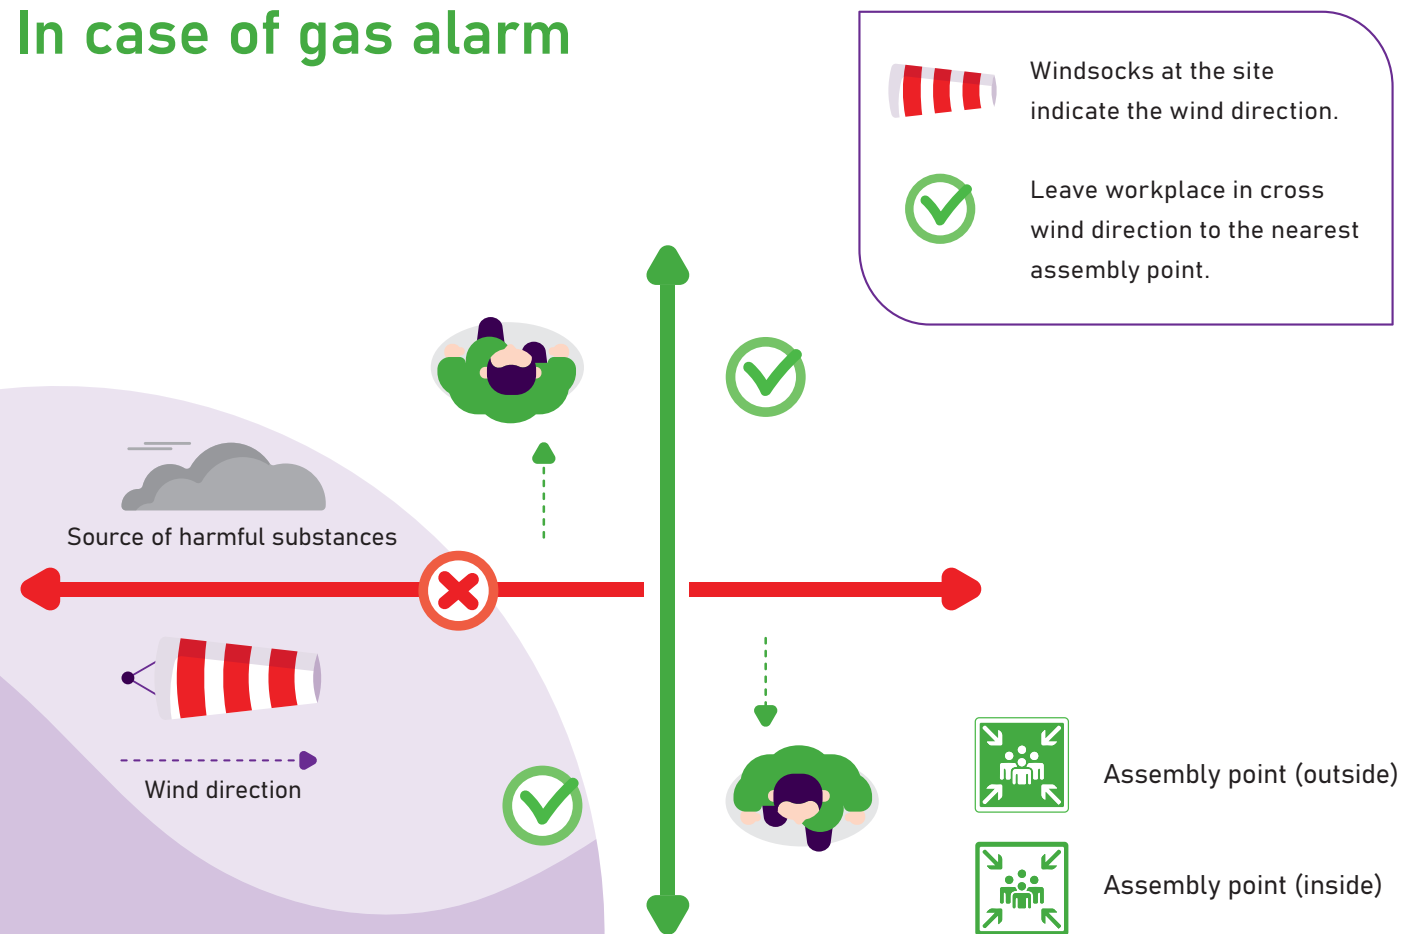 In case of gas alarm
Windsocks at the site
indicate the wind direction.
Leave workplace in cross
wind direction to the nearest
assembly point.
Source of harmful substances
Wind direction
Assembly point (outside)
Assembly point (inside)